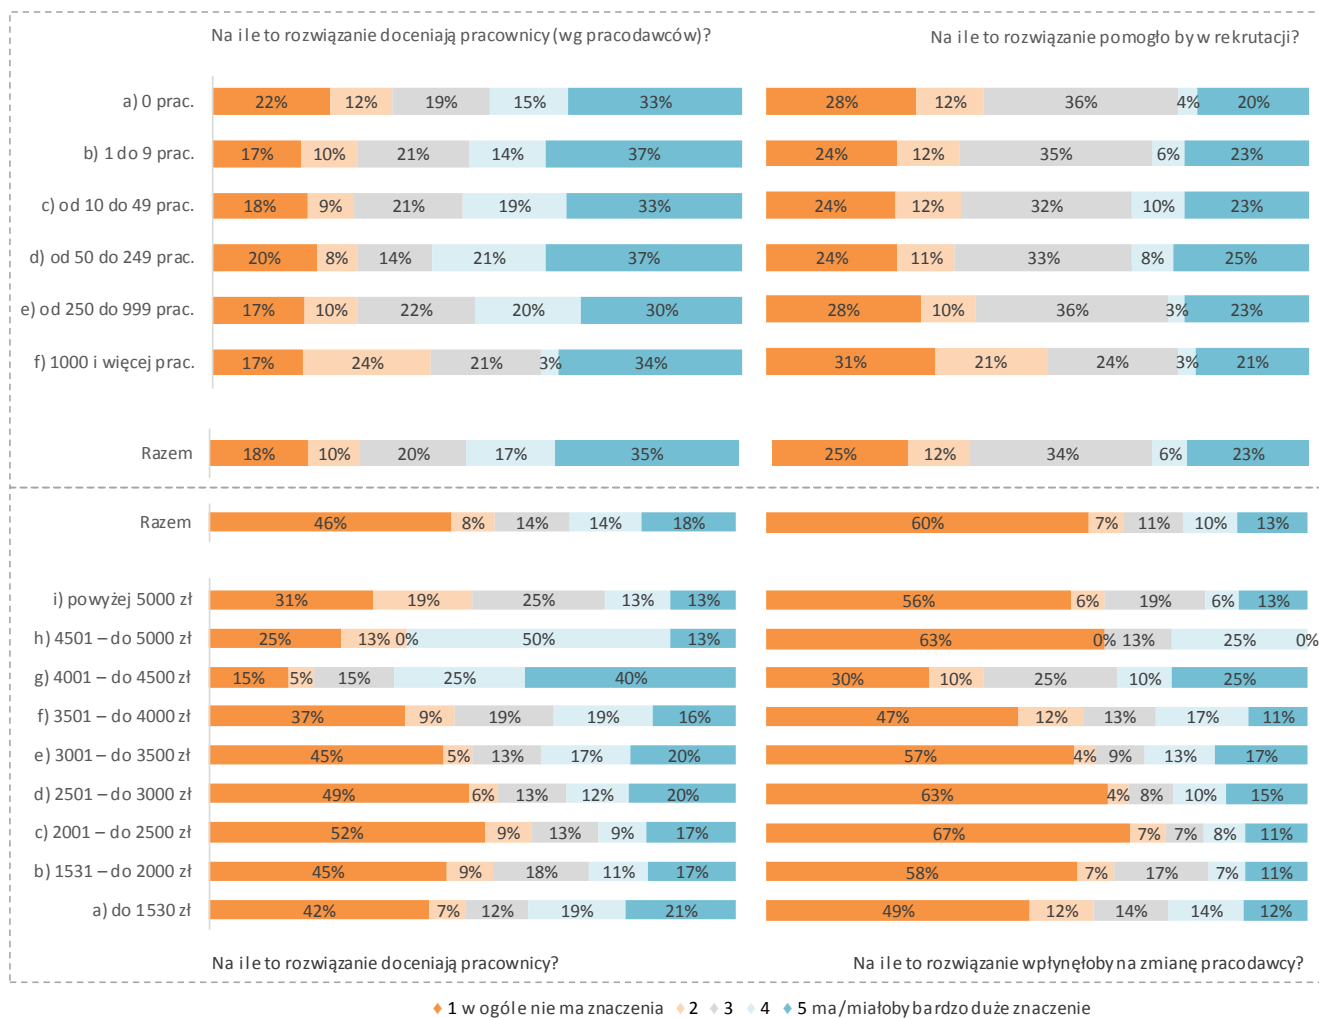 Na ile to rozwiązanie doceniają pracownicy (wg pracodawców)? Na ile to rozwiązanie pomogło by w rekrutacji?
a) 0 prac. 22% 12% 19% 15% 33% 28% 12% 36% 4% 20%
b) 1 do 9 prac. 17% 10% 21% 14% 37% 24% 12% 35% 6% 23%
c) od 10 do 49 prac. 18% 9% 21% 19% 33% 24% 12% 32% 10% 23%
d) od 50 do 249 prac. 20% 8% 14% 21% 37% 24% 11% 33% 8% 25%
e) od 250 do 999 prac. 17% 10% 22% 20% 30% 28% 10% 36% 3% 23%
f) 1000 i więcej prac. 17% 24% 21% 3% 34% 31% 21% 24% 3% 21%
Razem 18% 10% 20% 17% 35% 25% 12% 34% 6% 23%
Razem 46% 8% 14% 14% 18% 60% 7% 11% 10% 13%
i) powyżej 5000 zł 31% 19% 25% 13% 13% 56% 6% 19% 6% 13%
h) 4501 – do 5000 zł 25% 13% 0% 50% 13% 63% 0% 13% 25% 0%
g) 4001 – do 4500 zł 15% 5% 15% 25% 40% 30% 10% 25% 10% 25%
f) 3501 – do 4000 zł 37% 9% 19% 19% 16% 47% 12% 13% 17% 11%
e) 3001 – do 3500 zł 45% 5% 13% 17% 20% 57% 4% 9% 13% 17%
d) 2501 – do 3000 zł 49% 6% 13% 12% 20% 63% 4% 8% 10% 15%
c) 2001 – do 2500 zł 52% 9% 13% 9% 17% 67% 7% 7% 8% 11%
b) 1531 – do 2000 zł 45% 9% 18% 11% 17% 58% 7% 17% 7% 11%
a) do 1530 zł 42% 7% 12% 19% 21% 49% 12% 14% 14% 12%
Na ile to rozwiązanie doceniają pracownicy? Na ile to rozwiązanie wpłynęłoby na zmianę pracodawcy?
1 w ogóle nie ma znaczenia 2 3 4 5 ma/miałoby bardzo duże znaczenie